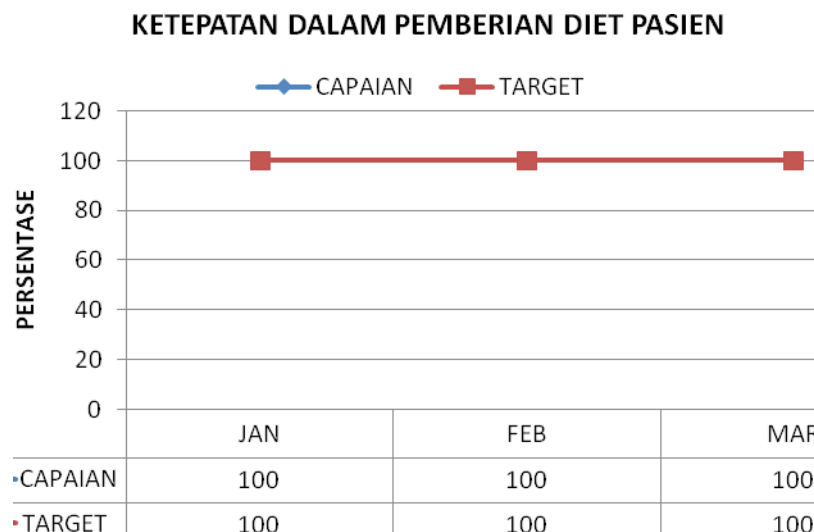 KETEPATAN DALAM PEMBERIAN DIET PASIEN
CAPAIAN TARGET
120
100
80
60
40
20
0
PERSENTASE
JAN FEB MAR
CAPAIAN 100 100 100
TARGET 100 100 100